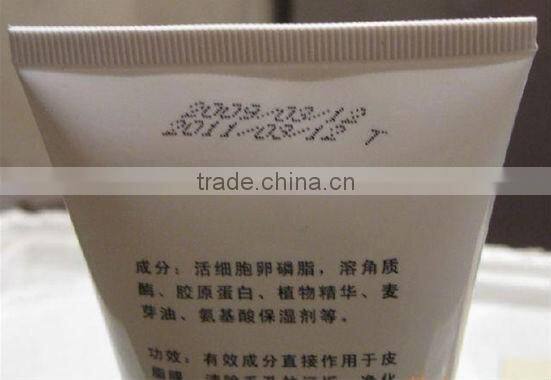 2009/03/12
2011/03/12 T
trade.china.cn
成分：活细胞卵磷脂，溶角质
酶、胶原蛋白、植物精华、麦
芽油、氨基酸保湿剂等。
功效：有效成分直接作用于皮